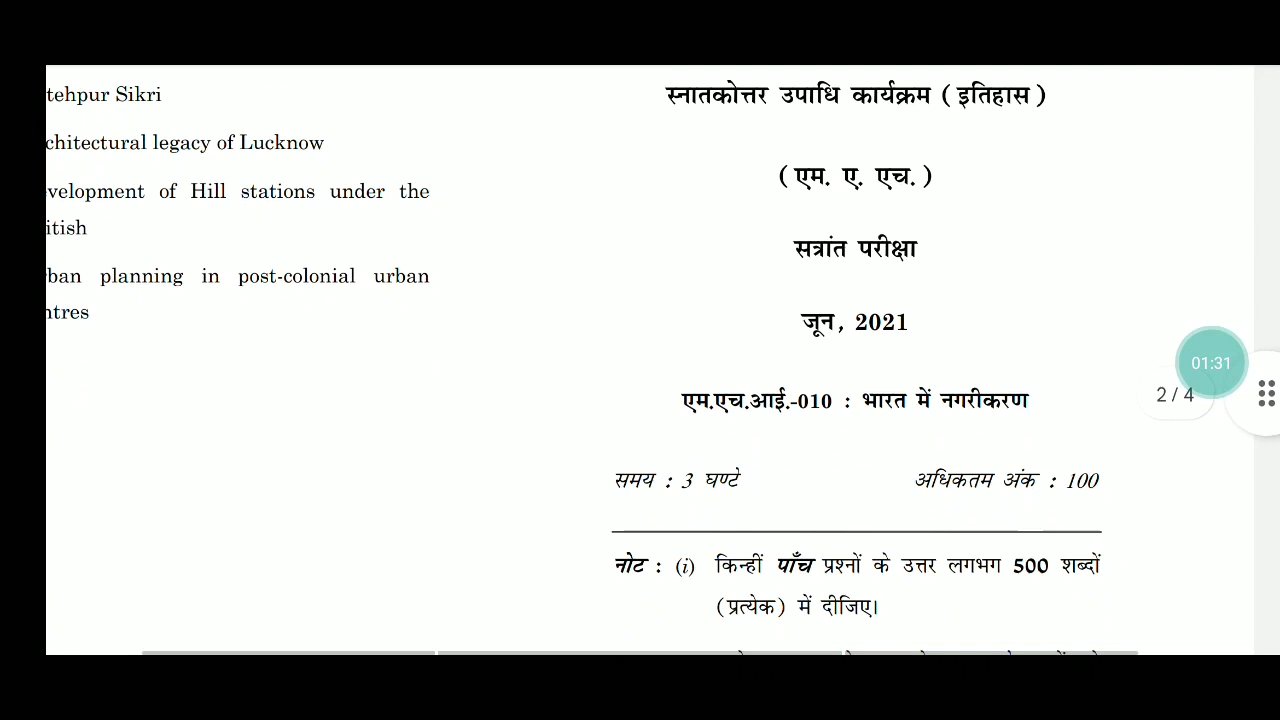 tehpur Sikri
chitectural legacy of Lucknow
velopment of Hill stations under the
itish
ban planning in post-colonial urban
ntres
स्नातकोत्तर उपाधि कार्यक्रम (इतिहास)
(एम. ए. एच.)
सत्रांत परीक्षा
जून, 2021
एम.एच.आई.-010 : भारत में नगरीकरण
समय : 3 घण्टे अधिकतम अंक : 100
नोट : (i) किन्हीं पाँच प्रश्नों के उत्तर लगभग 500 शब्दों
(प्रत्येक) में दीजिए।
01:31
2 / 4